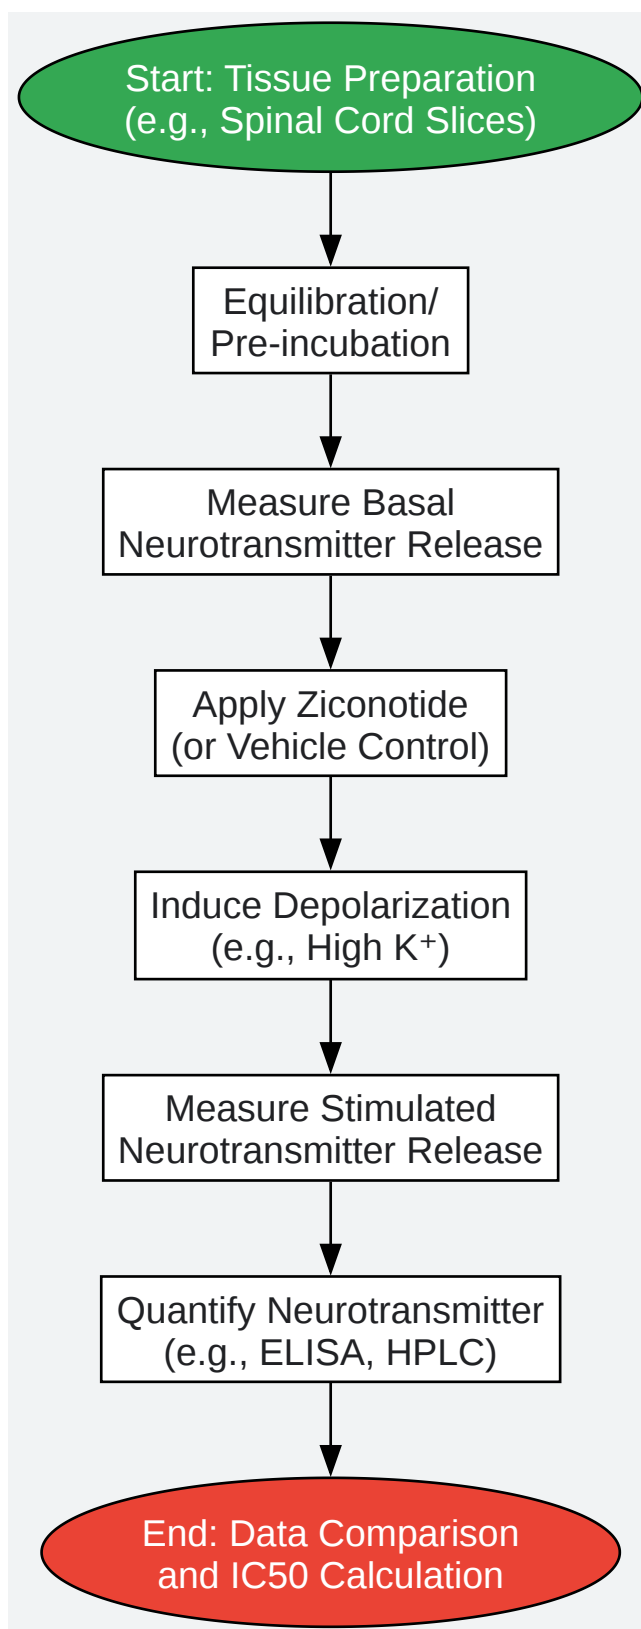 Start: Tissue Preparation
(e.g., Spinal Cord Slices)
Equilibration/
Pre-incubation
Measure Basal
Neurotransmitter Release
Apply Ziconotide
(or Vehicle Control)
Induce Depolarization
(e.g., High K⁺)
Measure Stimulated
Neurotransmitter Release
Quantify Neurotransmitter
(e.g., ELISA, HPLC)
End: Data Comparison
and IC50 Calculation